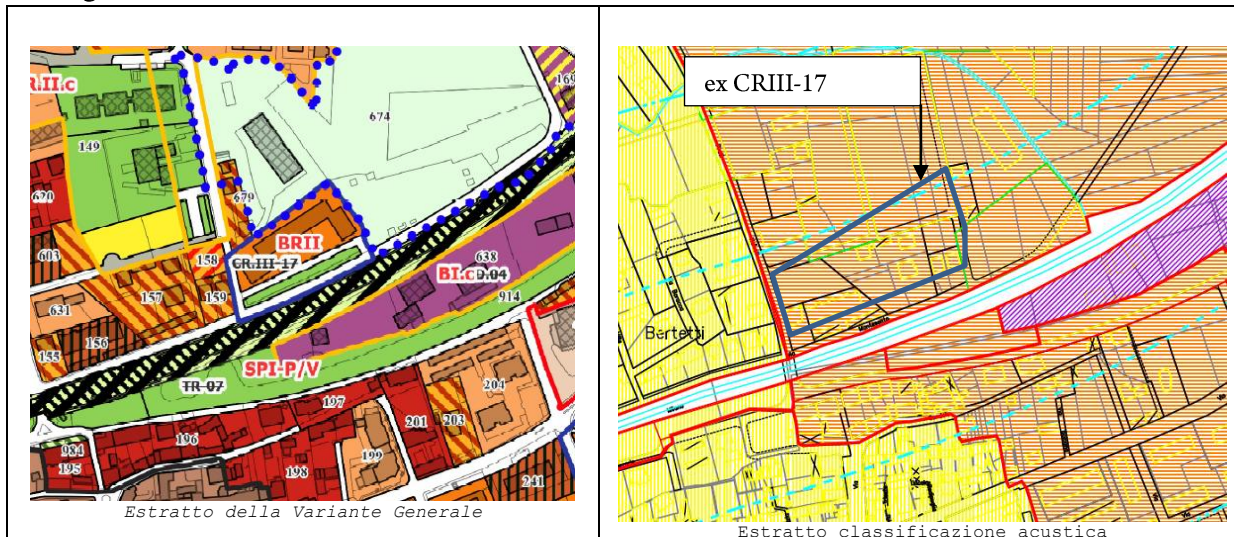 R.II.c
149
674
169
620
679
603
158
BRII
CR.III-17
638
BI.c
D.04
157
159
914
631
156
155
SPI-P/V
TR-07
204
197
201
203
984
196
195
199
198
241
Estratto della Variante Generale
ex CRIII-17
Bertetti
Estratto classificazione acustica